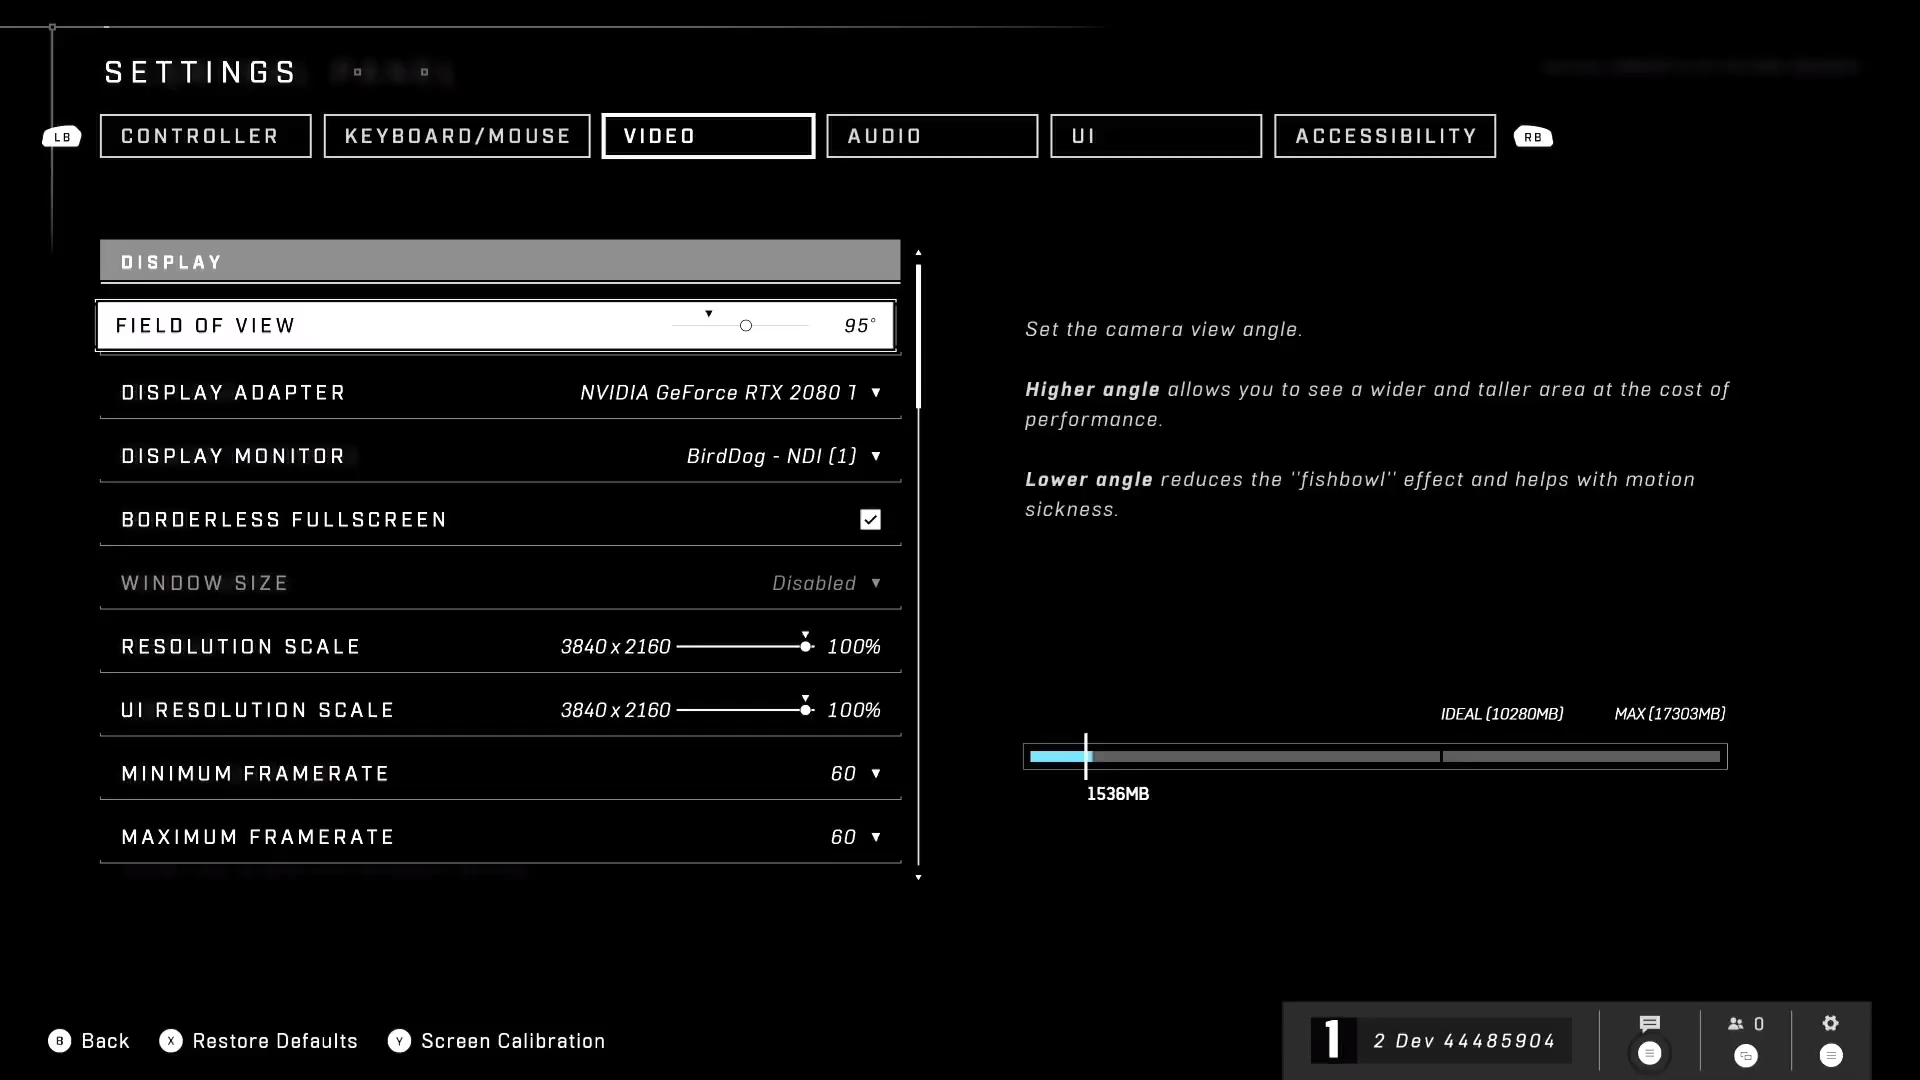 SETTINGS
LB CONTROLLER KEYBOARD/MOUSE VIDEO AUDIO UI ACCESSIBILITY RB
DISPLAY
FIELD OF VIEW 95°
DISPLAY ADAPTER NVIDIA GeForce RTX 2080 T
DISPLAY MONITOR BirdDog - NDI (1)
BORDERLESS FULLSCREEN
WINDOW SIZE Disabled
RESOLUTION SCALE 3840 x 2160 100%
UI RESOLUTION SCALE 3840 x 2160 100%
MINIMUM FRAMERATE 60
MAXIMUM FRAMERATE 60
Set the camera view angle.
Higher angle allows you to see a wider and taller area at the cost of
performance.
Lower angle reduces the "fishbowl" effect and helps with motion
sickness.
IDEAL (10280MB) MAX (17303MB)
1536MB
B Back X Restore Defaults Y Screen Calibration
1 2 Dev 44485904 0